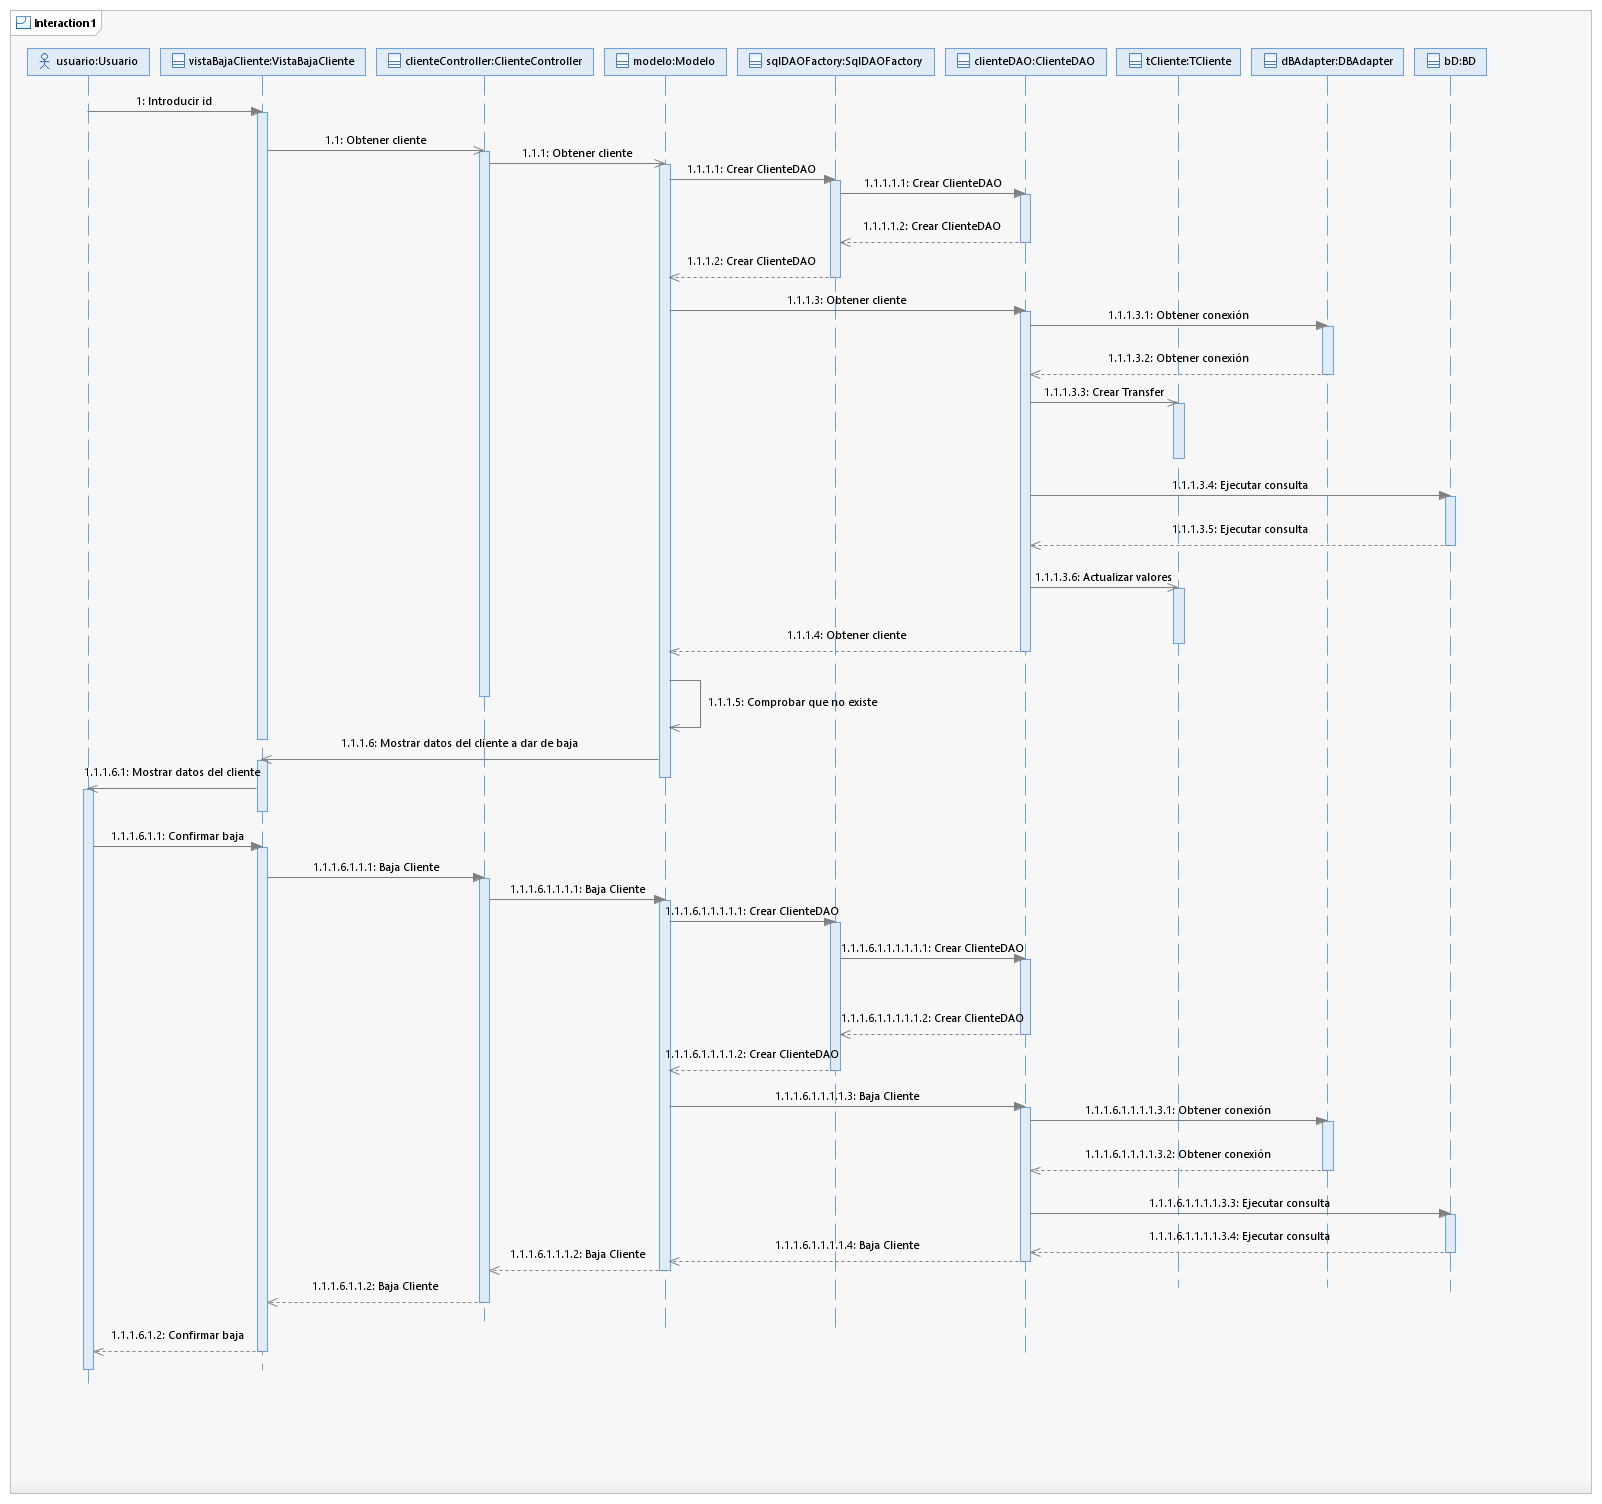 Interaction1
usuario:Usuario
vistaBajaCliente:VistaBajaCliente
clienteController:ClienteController
modelo:Modelo
sqlDAOFactory:SqlDAOFactory
clienteDAO:ClienteDAO
tCliente:TCliente
dBAdapter:DBAdapter
bD:BD
1: Introducir id
1.1: Obtener cliente
1.1.1: Obtener cliente
1.1.1.1: Crear ClienteDAO
1.1.1.1.1: Crear ClienteDAO
1.1.1.1.2: Crear ClienteDAO
1.1.1.2: Crear ClienteDAO
1.1.1.3: Obtener cliente
1.1.1.3.1: Obtener conexión
1.1.1.3.2: Obtener conexión
1.1.1.3.3: Crear Transfer
1.1.1.3.4: Ejecutar consulta
1.1.1.3.5: Ejecutar consulta
1.1.1.3.6: Actualizar valores
1.1.1.4: Obtener cliente
1.1.1.5: Comprobar que no existe
1.1.1.6: Mostrar datos del cliente a dar de baja
1.1.1.6.1: Mostrar datos del cliente
1.1.1.6.1.1: Confirmar baja
1.1.1.6.1.1.1: Baja Cliente
1.1.1.6.1.1.1.1: Baja Cliente
1.1.1.6.1.1.1.1.1: Crear ClienteDAO
1.1.1.6.1.1.1.1.1.1: Crear ClienteDAO
1.1.1.6.1.1.1.1.1.2: Crear ClienteDAO
1.1.1.6.1.1.1.1.2: Crear ClienteDAO
1.1.1.6.1.1.1.1.3: Baja Cliente
1.1.1.6.1.1.1.1.3.1: Obtener conexión
1.1.1.6.1.1.1.1.3.2: Obtener conexión
1.1.1.6.1.1.1.1.3.3: Ejecutar consulta
1.1.1.6.1.1.1.1.3.4: Ejecutar consulta
1.1.1.6.1.1.1.1.4: Baja Cliente
1.1.1.6.1.1.1.2: Baja Cliente
1.1.1.6.1.1.2: Baja Cliente
1.1.1.6.1.2: Confirmar baja